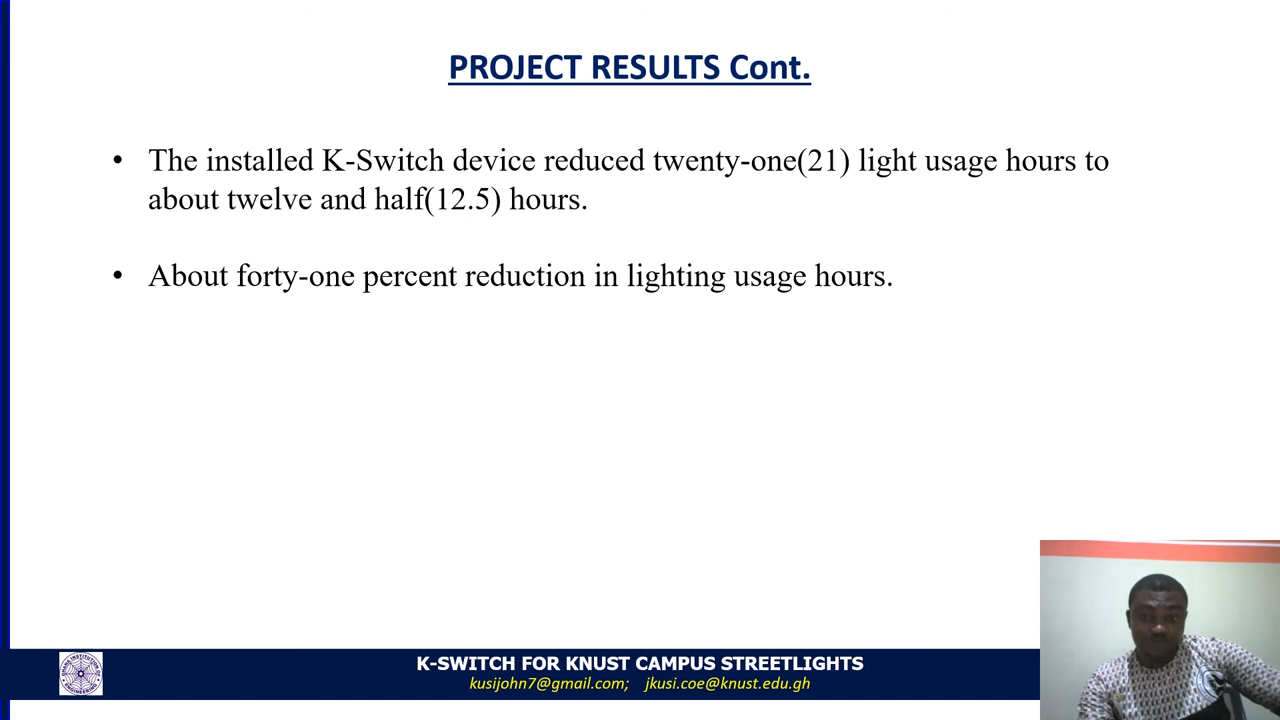 PROJECT RESULTS Cont.
• The installed K-Switch device reduced twenty-one(21) light usage hours to
about twelve and half(12.5) hours.
• About forty-one percent reduction in lighting usage hours.
K-SWITCH FOR KNUST CAMPUS STREETLIGHTS
kusijohn7@gmail.com; jkusi.coe@knust.edu.gh